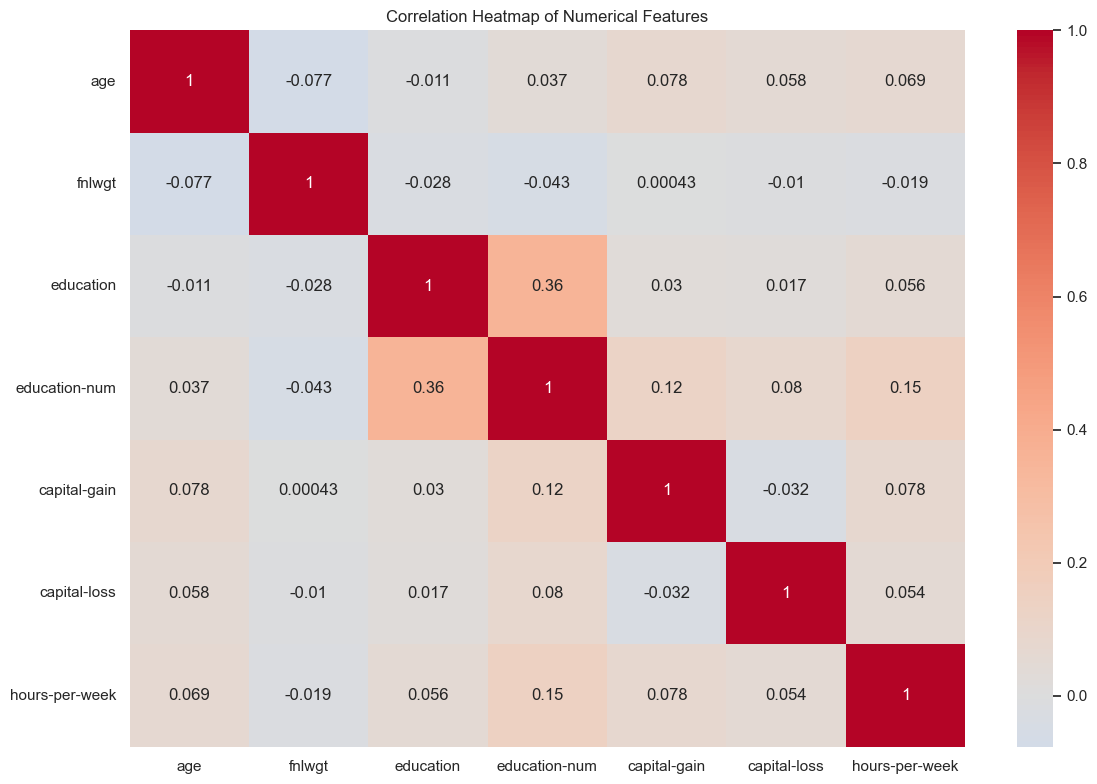 Correlation Heatmap of Numerical Features
age 1 -0.077 -0.011 0.037 0.078 0.058 0.069
fnlwgt -0.077 1 -0.028 -0.043 0.00043 -0.01 -0.019
education -0.011 -0.028 1 0.36 0.03 0.017 0.056
education-num 0.037 -0.043 0.36 1 0.12 0.08 0.15
capital-gain 0.078 0.00043 0.03 0.12 1 -0.032 0.078
capital-loss 0.058 -0.01 0.017 0.08 -0.032 1 0.054
hours-per-week 0.069 -0.019 0.056 0.15 0.078 0.054 1
age fnlwgt education education-num capital-gain capital-loss hours-per-week
1.0
0.8
0.6
0.4
0.2
0.0